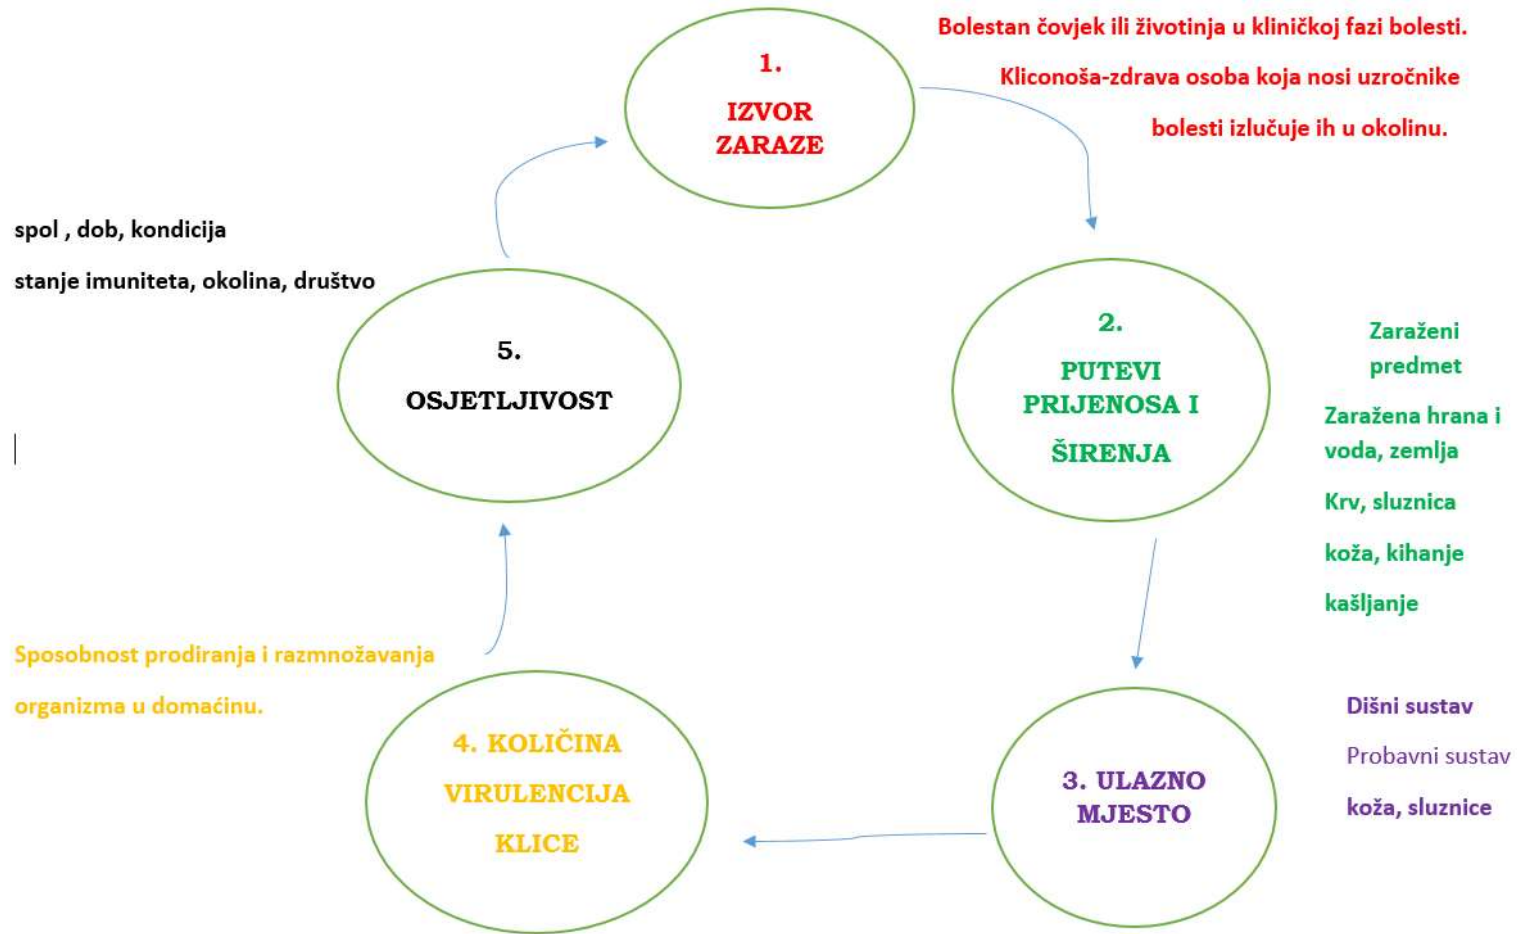 1.
IZVOR
ZARAZE
Bolestan čovjek ili životinja u kliničkoj fazi bolesti.
Kliconoša-zdrava osoba koja nosi uzročnike
bolesti izlučuje ih u okolinu.
2.
PUTEVI
PRIJENOSA I
ŠIRENJA
Zaraženi
predmet
Zaražena hrana i
voda, zemlja
Krv, sluznica
koža, kihanje
kašljanje
3. ULAZNO
MJESTO
Dišni sustav
Probavni sustav
koža, sluznice
4. KOLIČINA
VIRULENCIJA
KLICE
Sposobnost prodiranja i razmnožavanja
organizma u domaćinu.
5.
OSJETLJIVOST
spol , dob, kondicija
stanje imuniteta, okolina, društvo